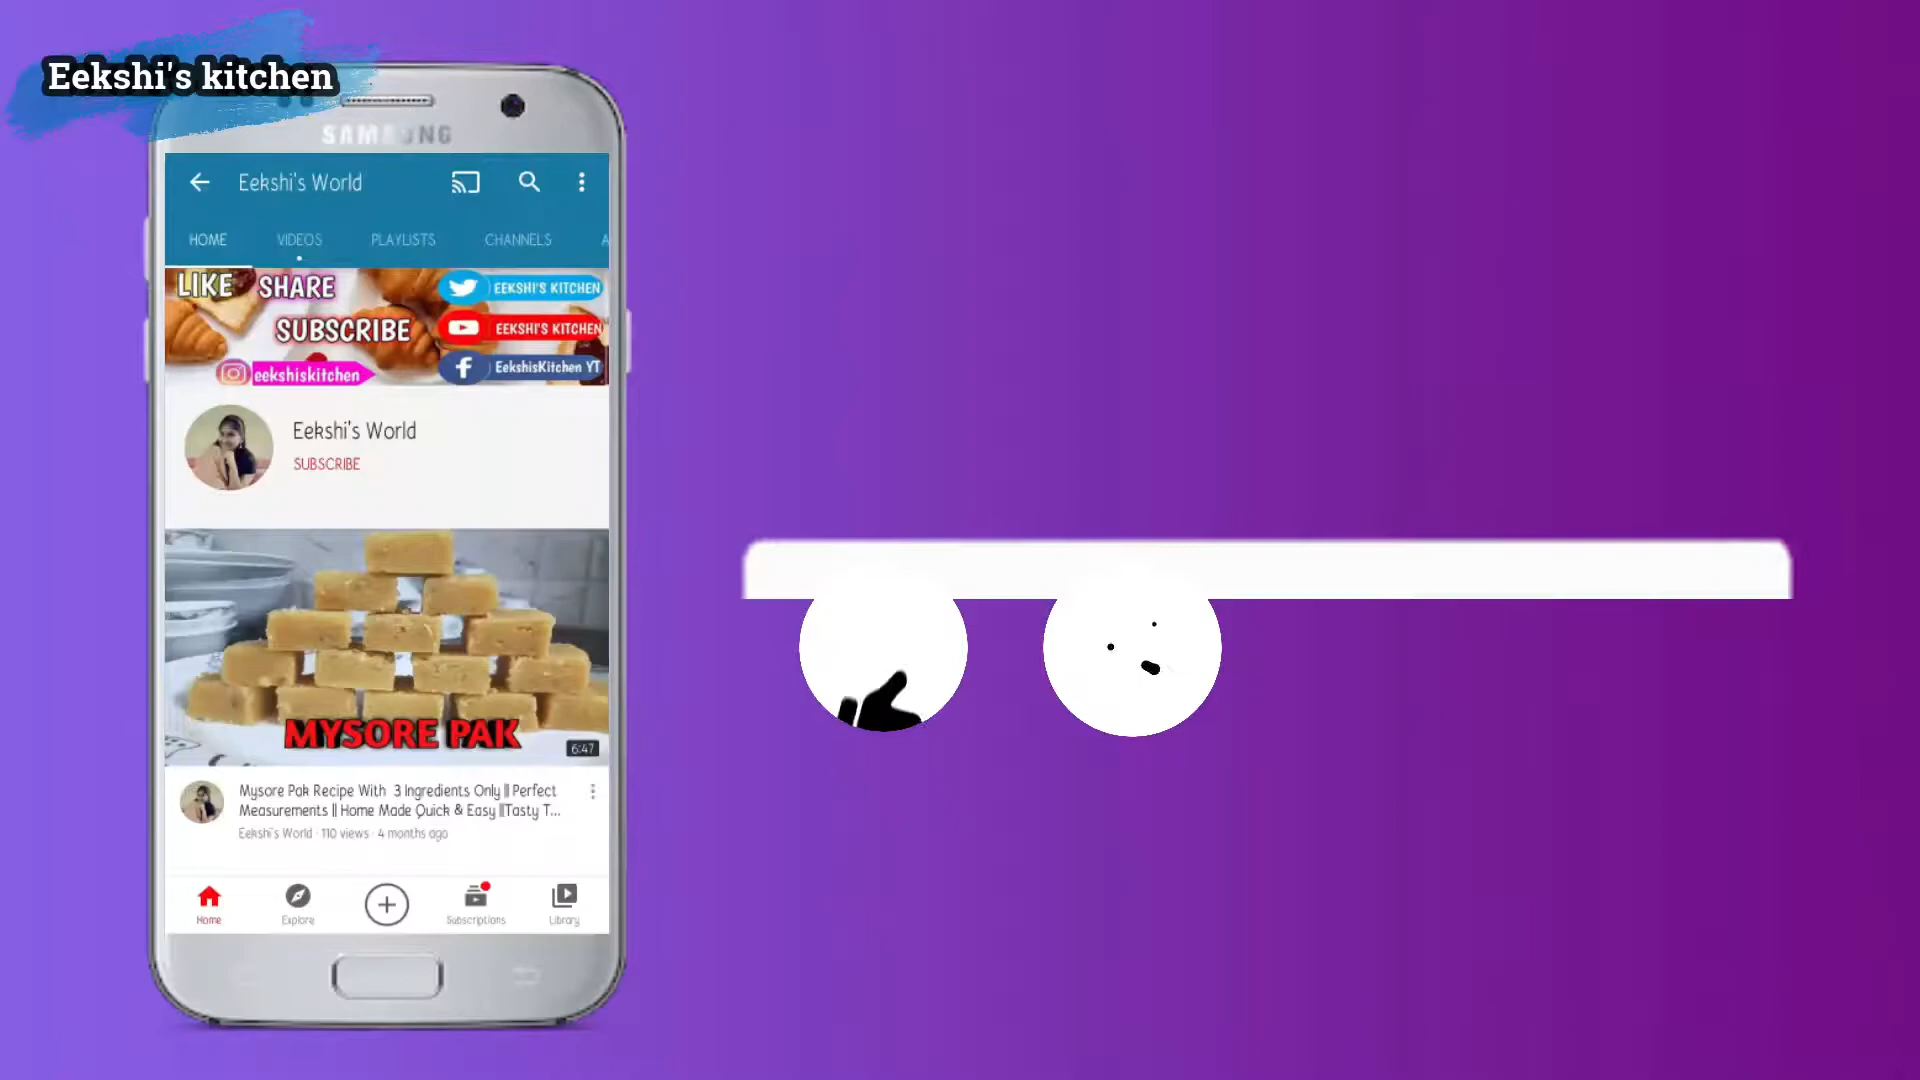 Eekshi's kitchen
SAMSUNG
Eekshi's World
HOME VIDEOS PLAYLISTS CHANNELS A
LIKE SHARE
SUBSCRIBE
EEKSHI'S KITCHEN
EEKSHI'S KITCHEN
eekshiskitchen
EekshisKitchen YT
Eekshi's World
SUBSCRIBE
MYSORE PAK
6:47
Mysore Pak Recipe With 3 Ingredients Only || Perfect
Measurements || Home Made Quick & Easy ||Tasty T...
Eekshi's World · 110 views · 4 months ago
Home Explore Subscriptions Library